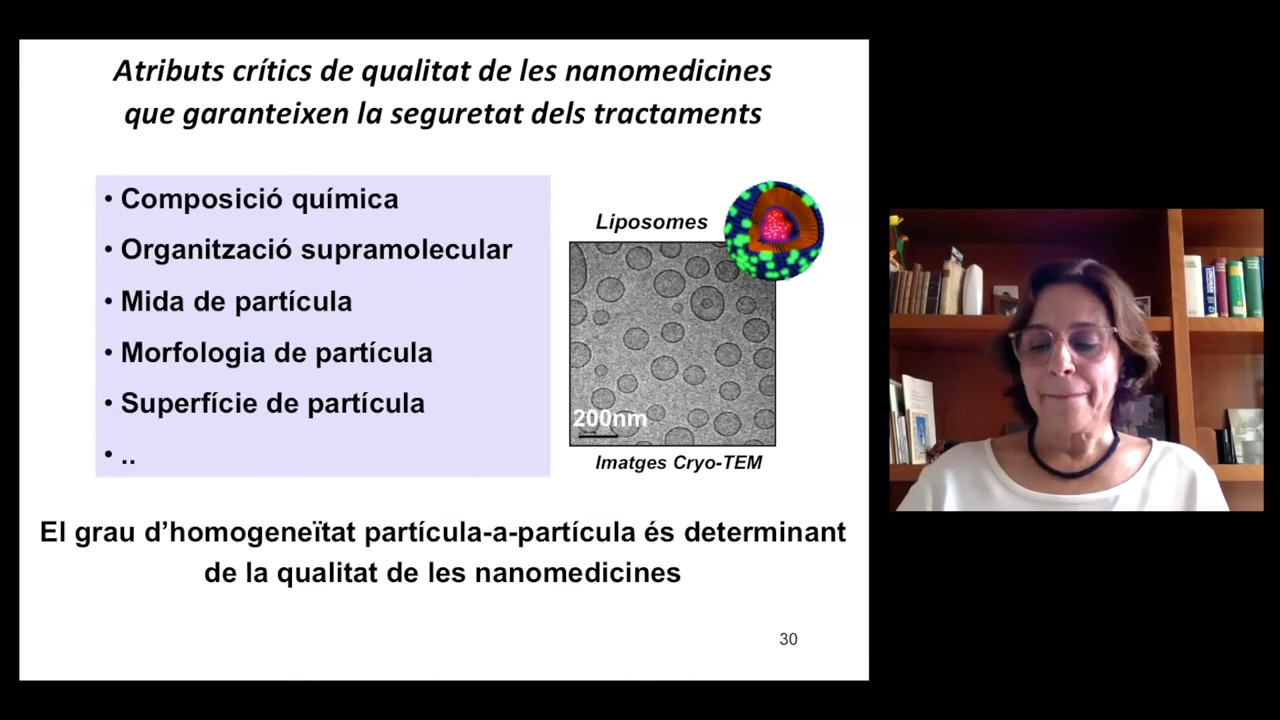 Atributs crítics de qualitat de les nanomedicines
que garanteixen la seguretat dels tractaments
• Composició química
• Organització supramolecular
• Mida de partícula
• Morfologia de partícula
• Superfície de partícula
• ..
Liposomes
200nm
Imatges Cryo-TEM
El grau d’homogeneïtat partícula-a-partícula és determinant
de la qualitat de les nanomedicines
30